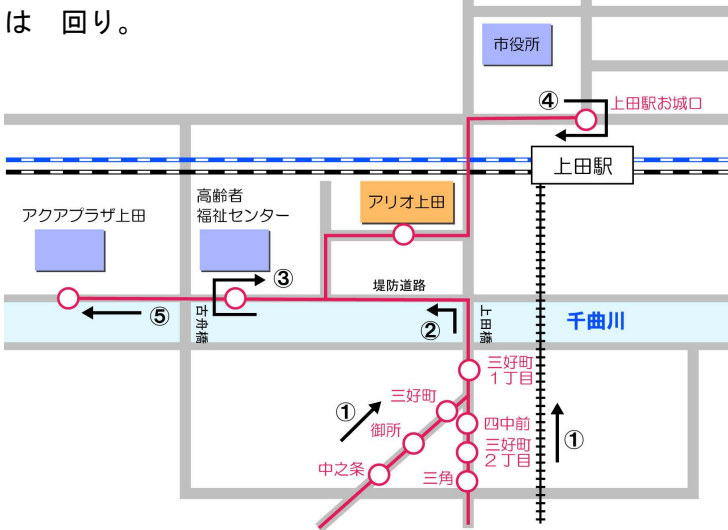 は 回り。
市役所
④
上田駅お城口
上田駅
高齢者
福祉センター
アクアプラザ上田
アリオ上田
③
堤防道路
⑤
古舟橋
②
上田橋
千曲川
三好町
1丁目
三好町
①
御所
四中前
①
三好町
2丁目
中之条
三角